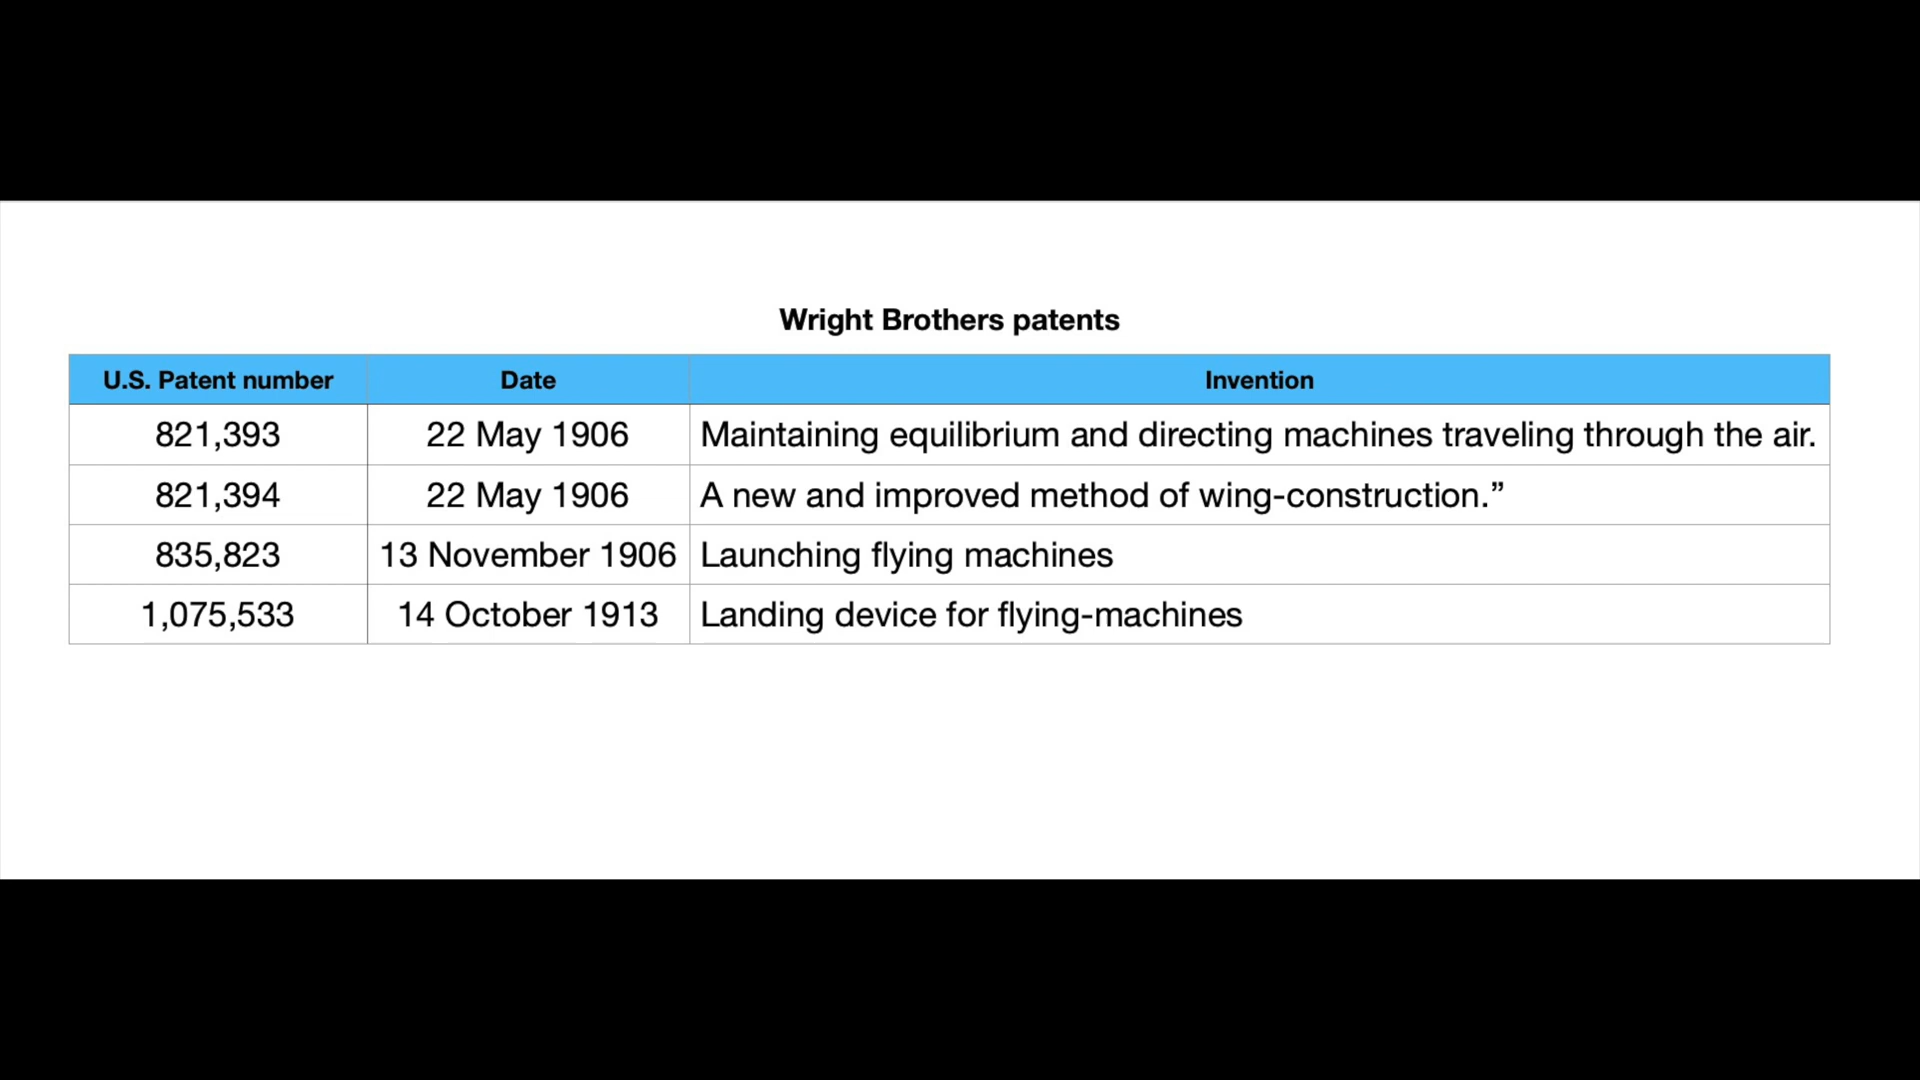 Wright Brothers patents
U.S. Patent number Date Invention
821,393 22 May 1906 Maintaining equilibrium and directing machines traveling through the air.
821,394 22 May 1906 A new and improved method of wing-construction.”
835,823 13 November 1906 Launching flying machines
1,075,533 14 October 1913 Landing device for flying-machines